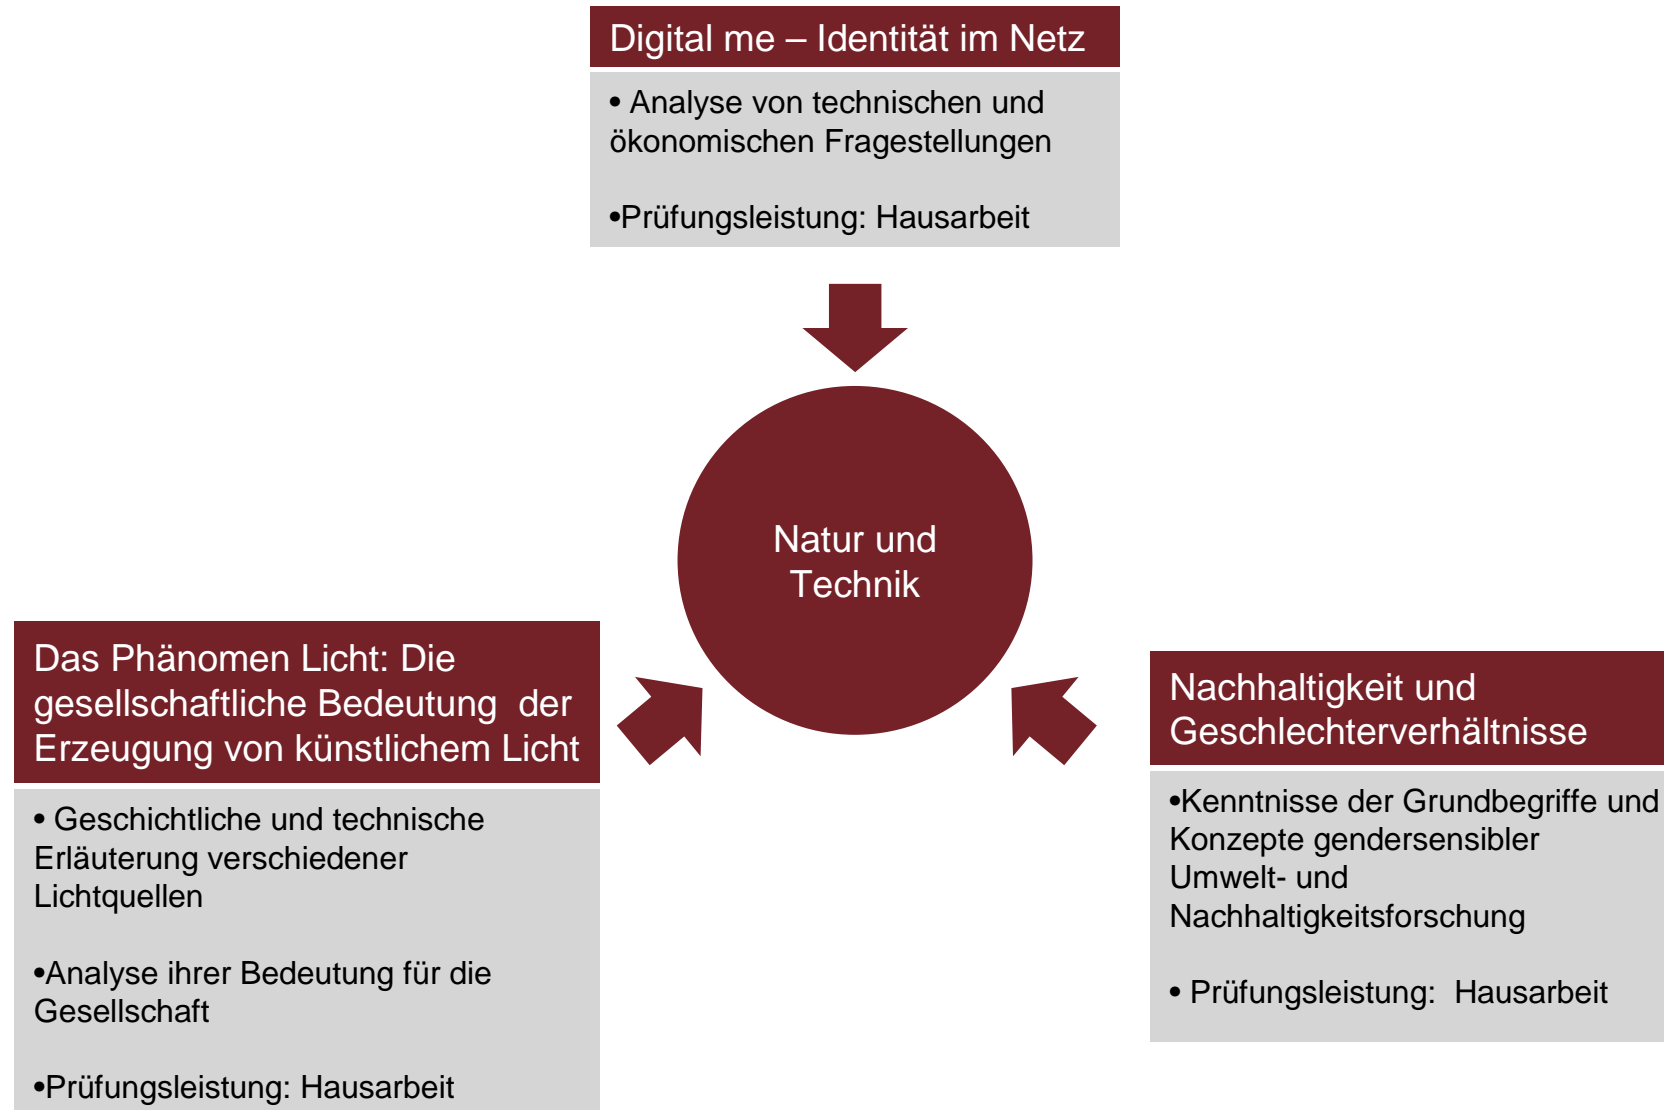 Digital me – Identität im Netz
• Analyse von technischen und
ökonomischen Fragestellungen
•Prüfungsleistung: Hausarbeit
Natur und
Technik
Das Phänomen Licht: Die
gesellschaftliche Bedeutung der
Erzeugung von künstlichem Licht
• Geschichtliche und technische
Erläuterung verschiedener
Lichtquellen
•Analyse ihrer Bedeutung für die
Gesellschaft
•Prüfungsleistung: Hausarbeit
Nachhaltigkeit und
Geschlechterverhältnisse
•Kenntnisse der Grundbegriffe und
Konzepte gendersensibler
Umwelt- und
Nachhaltigkeitsforschung
• Prüfungsleistung: Hausarbeit